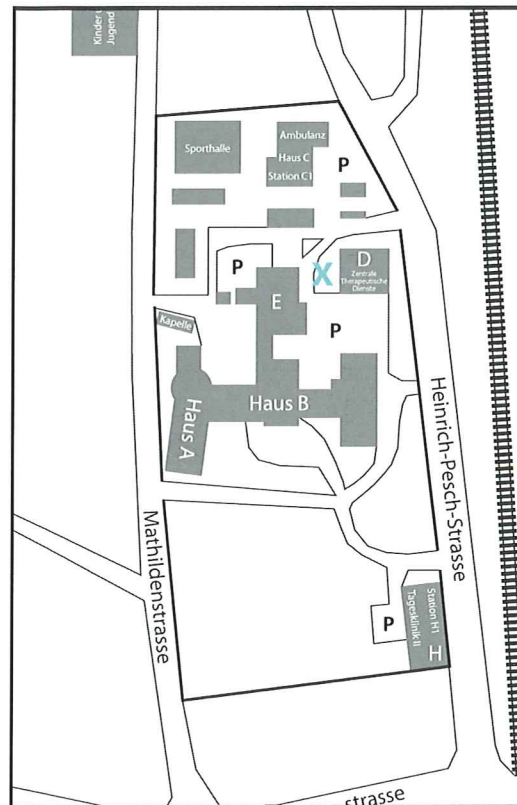 Kinder
Jugend
Sporthalle
Ambulanz
Haus C
Station C1
P
P
X
D
Zentrale
Therapeutische
Dienste
E
P
Kapelle
Haus A
Haus B
Heinrich-Pesch-Strasse
Mathildenstrasse
P
Station H1
Tagesklinik II
H
strasse